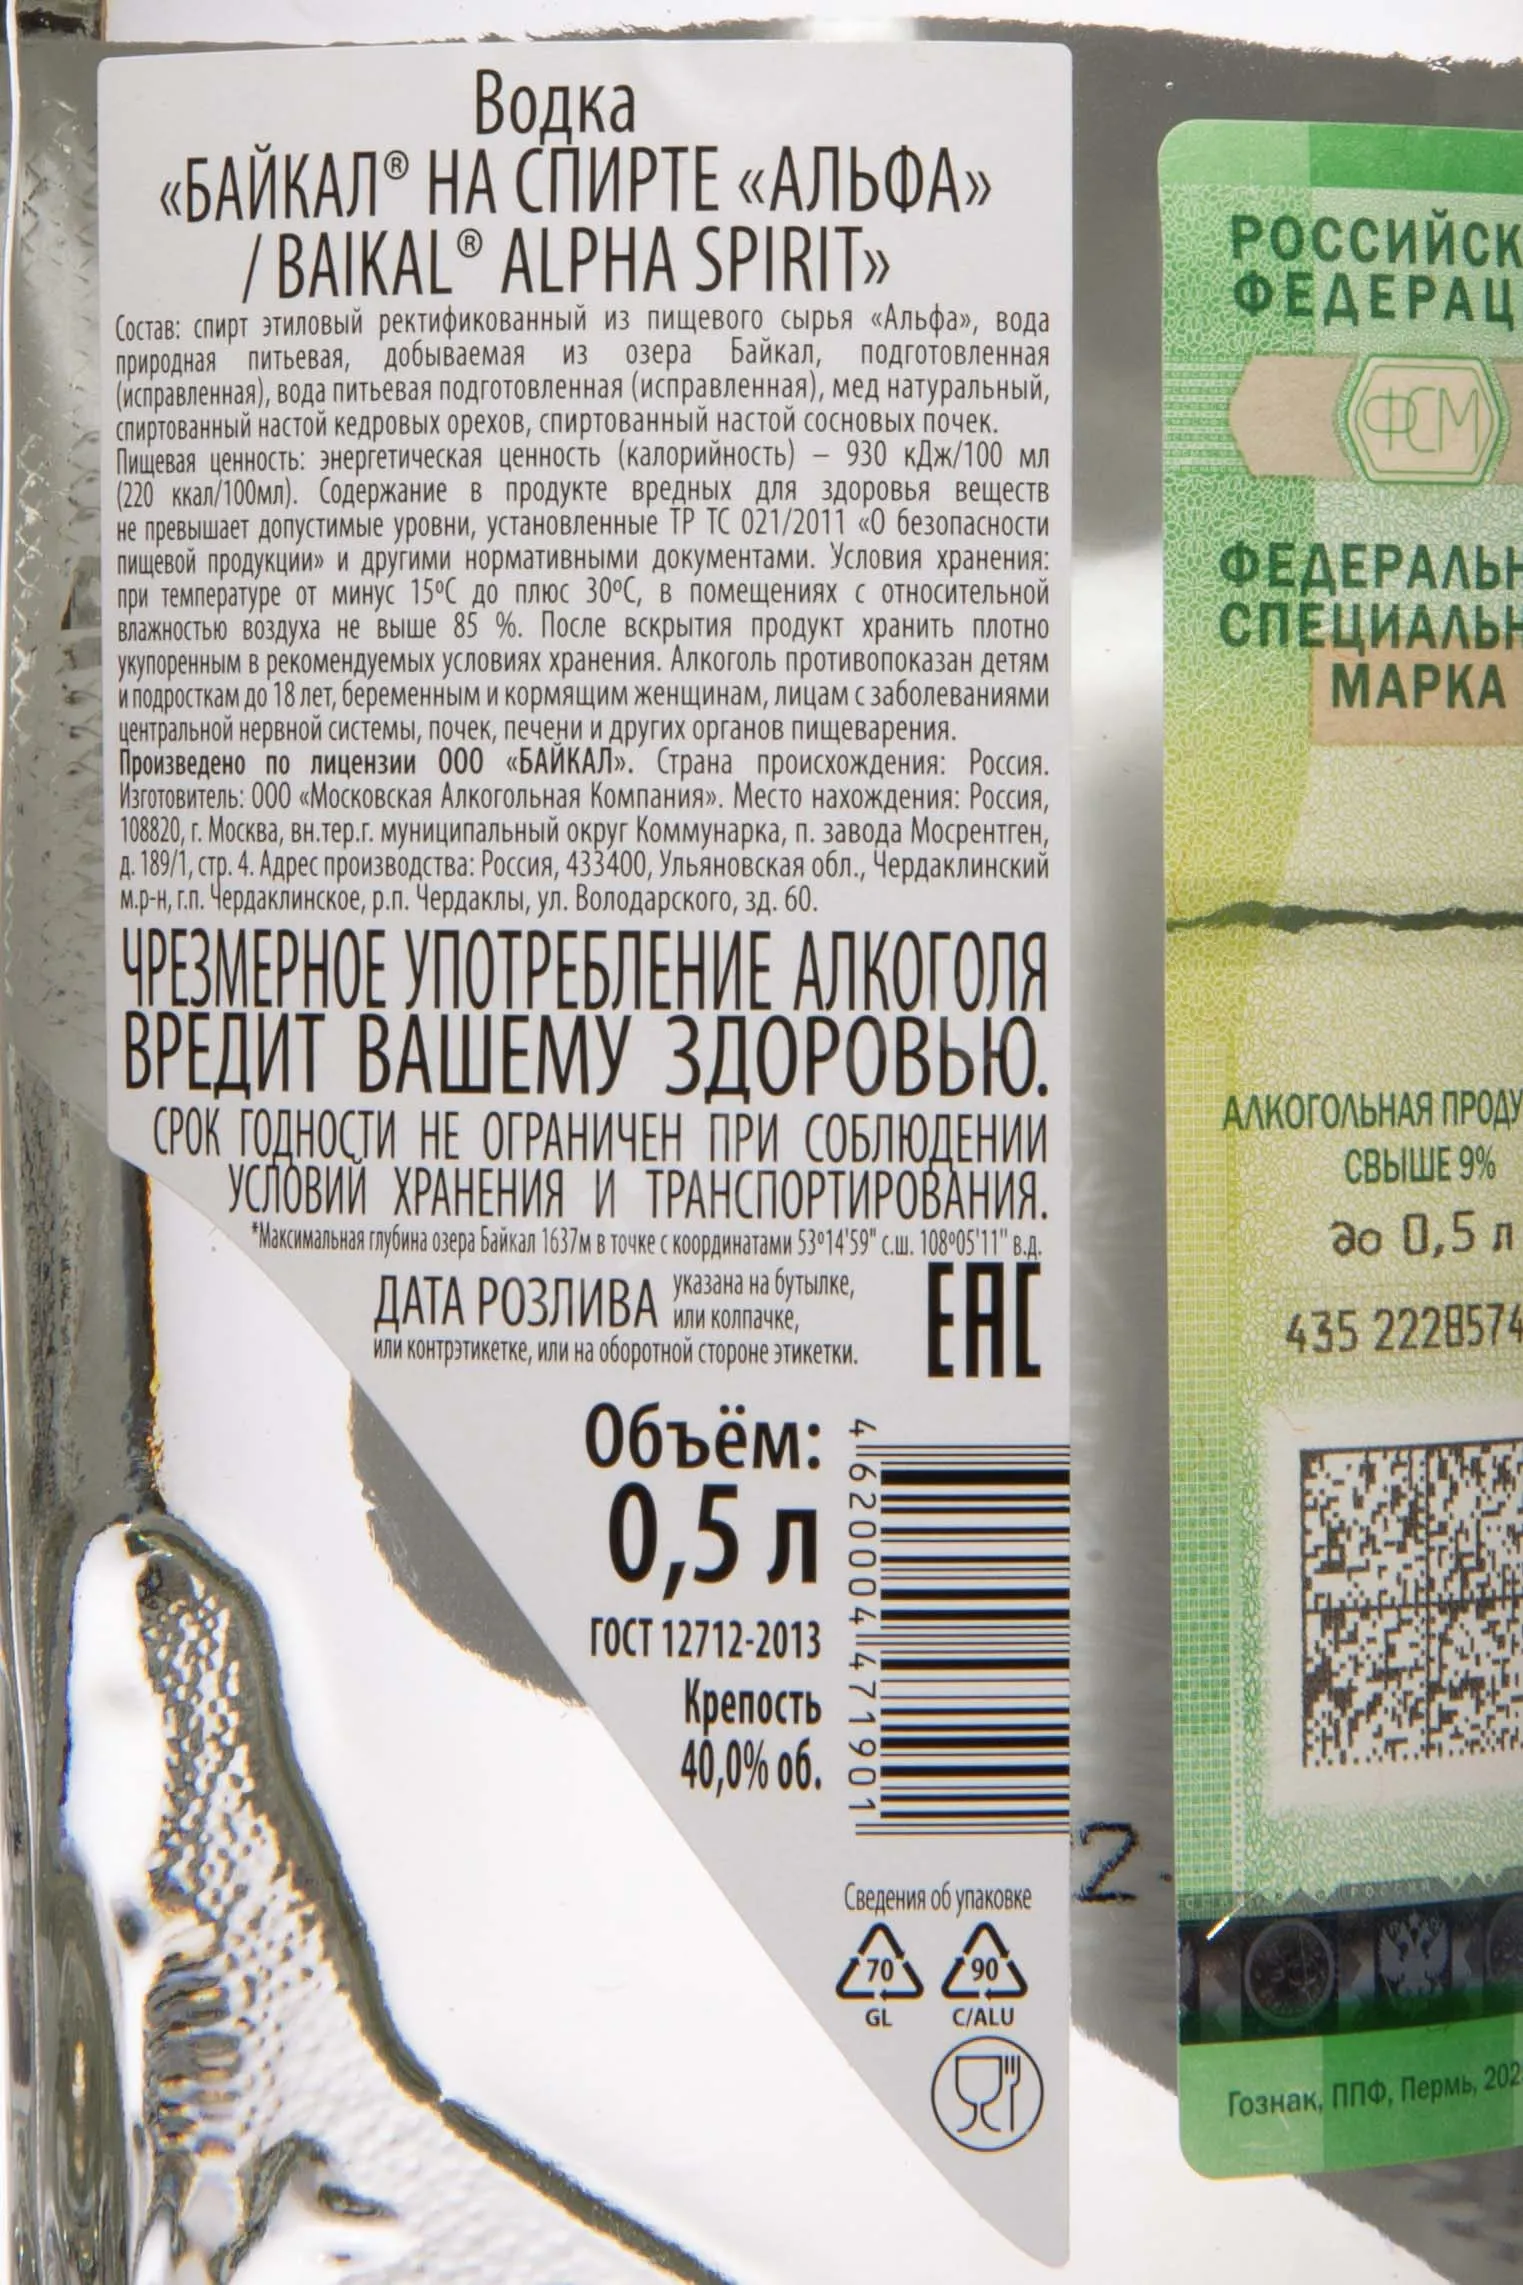 Водка
«БАЙКАЛ® НА СПИРТЕ «АЛЬФА»
/ BAIKAL® ALPHA SPIRIT»
Состав: спирт этиловый ректификованный из пищевого сырья «Альфа», вода
природная питьевая, добываемая из озера Байкал, подготовленная
(исправленная), вода питьевая подготовленная (исправленная), мед натуральный,
спиртованный настой кедровых орехов, спиртованный настой сосновых почек.
Пищевая ценность: энергетическая ценность (калорийность) – 930 кДж/100 мл
(220 ккал/100мл). Содержание в продукте вредных для здоровья веществ
не превышает допустимые уровни, установленные ТР ТС 021/2011 «О безопасности
пищевой продукции» и другими нормативными документами. Условия хранения:
при температуре от минус 15ºС до плюс 30ºС, в помещениях с относительной
влажностью воздуха не выше 85 %. После вскрытия продукт хранить плотно
укупоренным в рекомендуемых условиях хранения. Алкоголь противопоказан детям
и подросткам до 18 лет, беременным и кормящим женщинам, лицам с заболеваниями
центральной нервной системы, почек, печени и других органов пищеварения.
Произведено по лицензии ООО «БАЙКАЛ». Страна происхождения: Россия.
Изготовитель: ООО «Московская Алкогольная Компания». Место нахождения: Россия,
108820, г. Москва, вн.тер.г. муниципальный округ Коммунарка, п. завода Мосрентген,
д. 189/1, стр. 4. Адрес производства: Россия, 433400, Ульяновская обл., Чердаклинский
м.р-н, г.п. Чердаклинское, р.п. Чердаклы, ул. Володарского, зд. 60.
ЧРЕЗМЕРНОЕ УПОТРЕБЛЕНИЕ АЛКОГОЛЯ
ВРЕДИТ ВАШЕМУ ЗДОРОВЬЮ.
СРОК ГОДНОСТИ НЕ ОГРАНИЧЕН ПРИ СОБЛЮДЕНИИ
УСЛОВИЙ ХРАНЕНИЯ И ТРАНСПОРТИРОВАНИЯ.
*Максимальная глубина озера Байкал 1637м в точке с координатами 53º14'59" с.ш. 108º05'11" в.д.
ДАТА РОЗЛИВА указана на бутылке,
или колпачке,
или контрэтикетке, или на оборотной стороне этикетки.
ЕАС
Объём:
0,5 л
ГОСТ 12712-2013
Крепость
40,0% об.
4620004471901
Сведения об упаковке
70
GL
90
C/ALU
2.
РОССИЙСК
ФЕДЕРАЦ
ФСМ
ФЕДЕРАЛЬН
СПЕЦИАЛЬН
МАРКА
АЛКОГОЛЬНАЯ ПРОДУ
СВЫШЕ 9%
до 0,5 л
435 2228574
Гознак, ППФ, Пермь, 202